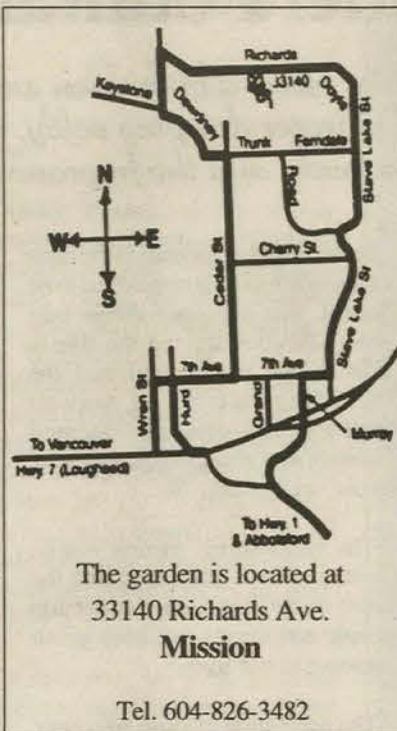 Richards
33140
Doyle
Keystone
Dewdney
Trunk
Ferndale
Stave Lake St
N
W
E
S
Cedar St
Cherry St.
Stave Lake St
7th Ave
7th Ave
Wren St
Hurd
Grand
Murray
To Vancouver
Hwy. 7 (Lougheed)
To Hwy. 1
& Abbotsford
The garden is located at
33140 Richards Ave.
Mission
Tel. 604-826-3482